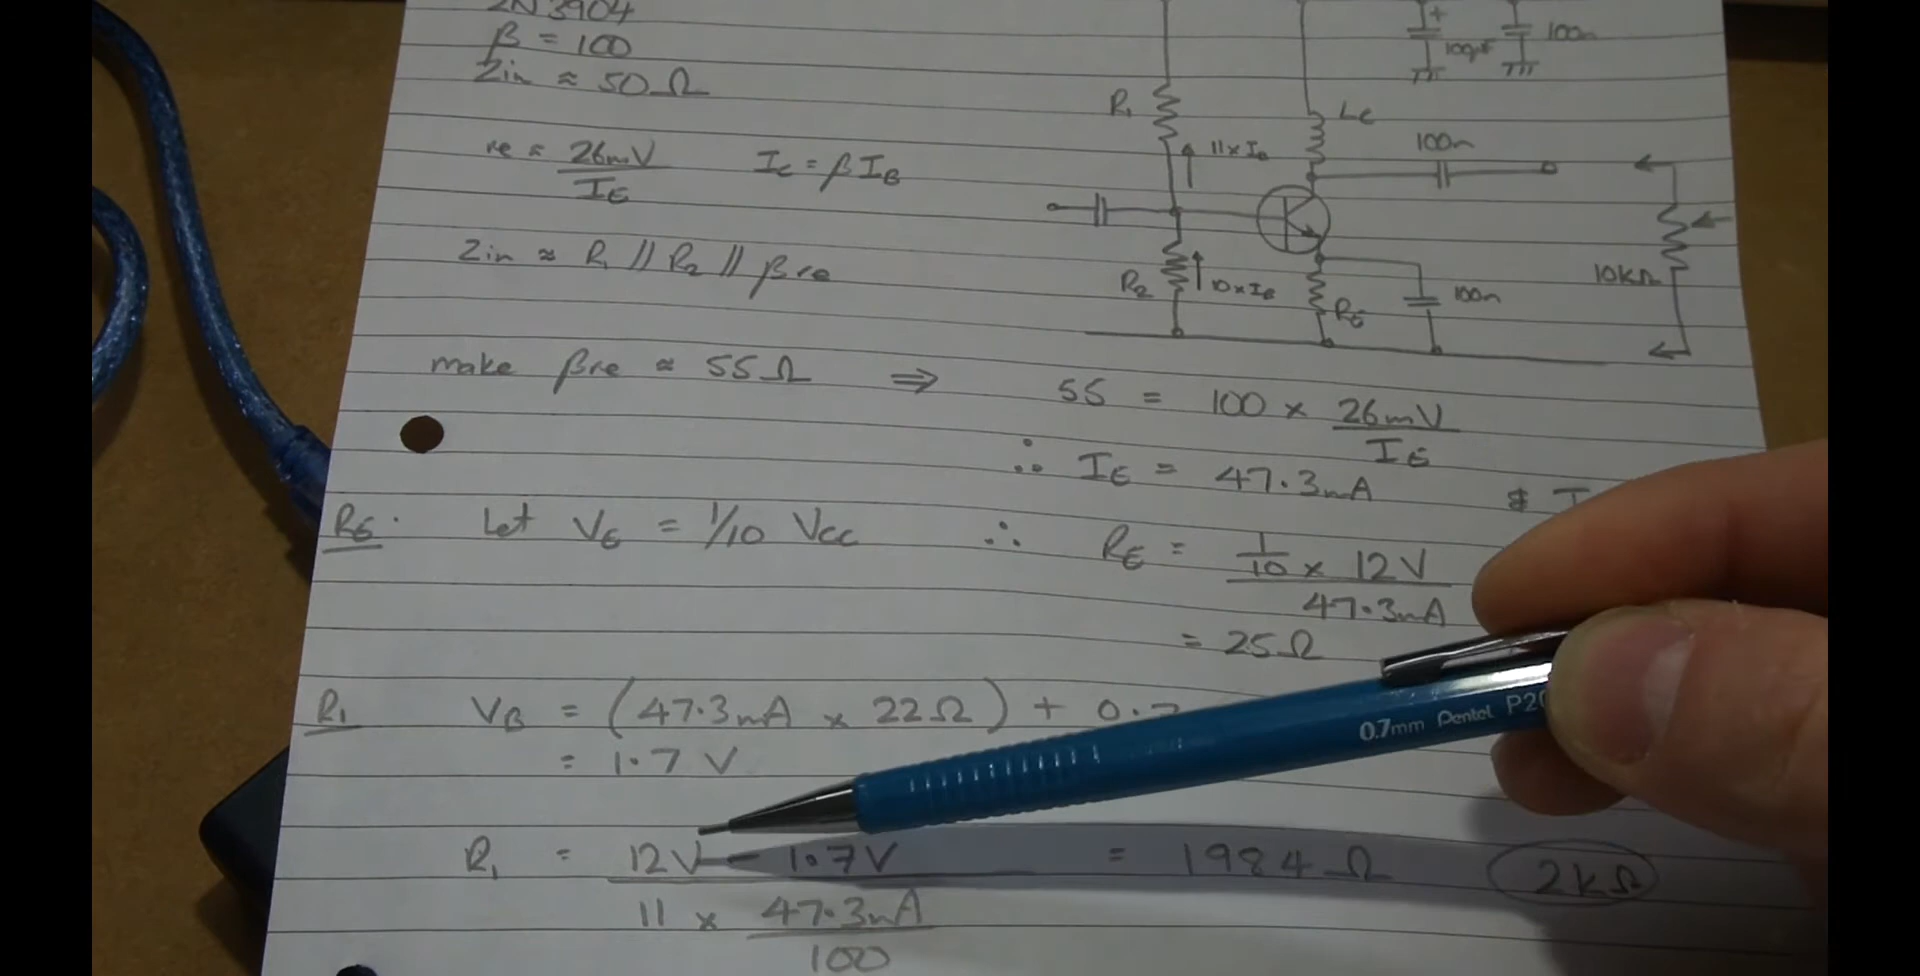 2N3904
β = 100
Zin ≈ 50Ω
re ≈ 26mV / IE
IC = βIB
Zin ≈ R1 // R2 // βre
R1
11×IB
R2
10×IB
LC
100n
100µF
100n
RE
100n
10kΩ
make βre ≈ 55Ω ⇒ 55 = 100 × 26mV / IE
∴ IE = 47.3mA & I
RE. Let VE = 1/10 VCC ∴ RE = 1/10 × 12V / 47.3mA
= 25Ω
R1 VB = (47.3mA × 22Ω) + 0.7
= 1.7V
R1 = 12V - 1.7V / 11 × 47.3mA / 100 = 1984Ω 2kΩ
0.7mm Pentel P20